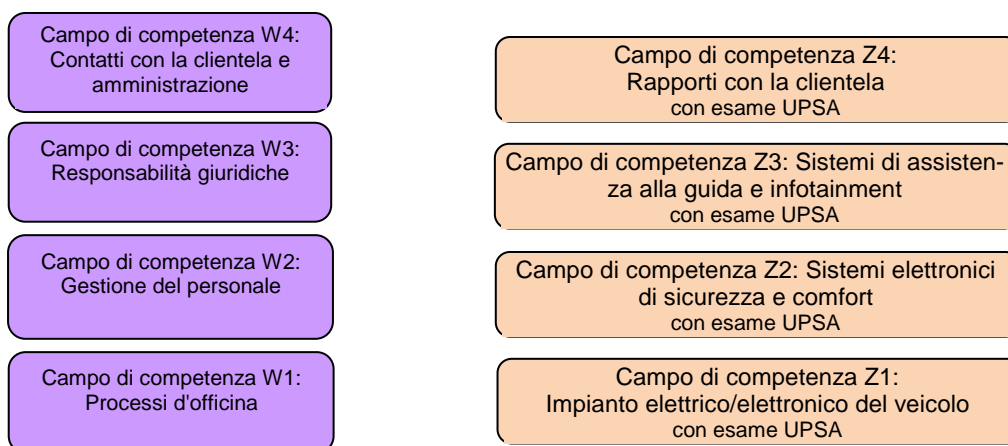 Campo di competenza W4:
Contatti con la clientela e
amministrazione
Campo di competenza W3:
Responsabilità giuridiche
Campo di competenza W2:
Gestione del personale
Campo di competenza W1:
Processi d'officina
Campo di competenza Z4:
Rapporti con la clientela
con esame UPSA
Campo di competenza Z3: Sistemi di assisten-
za alla guida e infotainment
con esame UPSA
Campo di competenza Z2: Sistemi elettronici
di sicurezza e comfort
con esame UPSA
Campo di competenza Z1:
Impianto elettrico/elettronico del veicolo
con esame UPSA